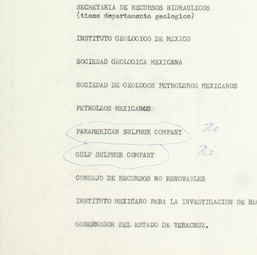 SECRETARIA DE RECURSOS HIDRAULICOS
(tiene departamento geologico)
INSTITUTO GEOLOGICO DE MEXICO
SOCIEDAD GEOLOGICA MEXICANA
SOCIEDAD DE GEOLOGOS PETROLEROS MEXICANOS
PETROLEOS MEXICANOS
PANAMERICAN SULPHUR COMPANY No
GULF SULPHUR COMPANY No
CONSEJO DE RECURSOS NO RENOVABLES
INSTITUTO MEXICANO PARA LA INVESTIGACION DE
GOBERNADOR DEL ESTADO DE VERACRUZ.